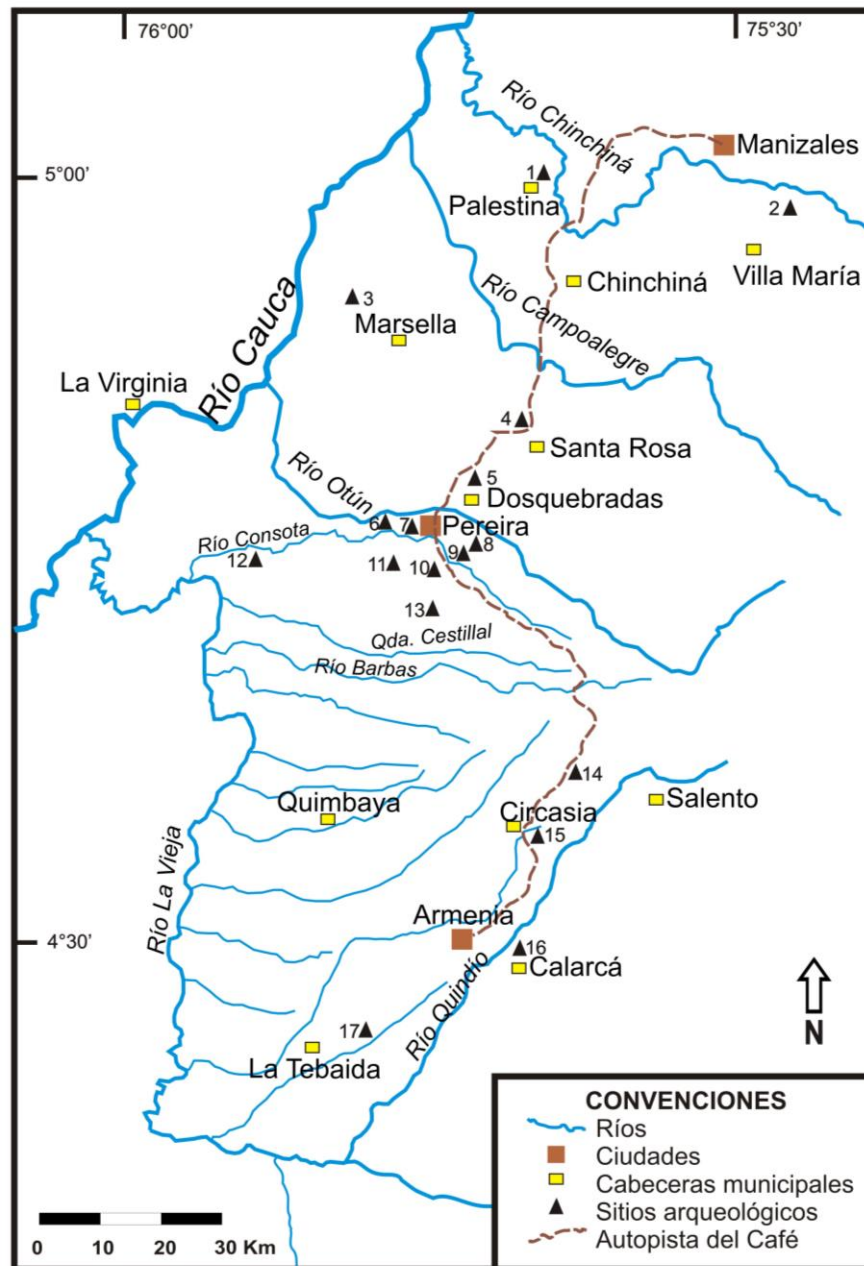 76°00’
75°30’
Río Chinchiná
Manizales
5°00’
1
Palestina
2
Villa María
Chinchiná
3
Marsella
Río Campoalegre
Río Cauca
La Virginia
4
Santa Rosa
5
Dosquebradas
Río Otún
6
7
Pereira
Río Consota
8
9
10
11
12
13
Qda. Cestillal
Río Barbas
14
Quimbaya
Circasia
Salento
15
Río La Vieja
Armenia
4°30’
16
Calarcá
Río Quindío
17
La Tebaida
N
CONVENCIONES
Ríos
Ciudades
Cabeceras municipales
Sitios arqueológicos
Autopista del Café
0 10 20 30 Km